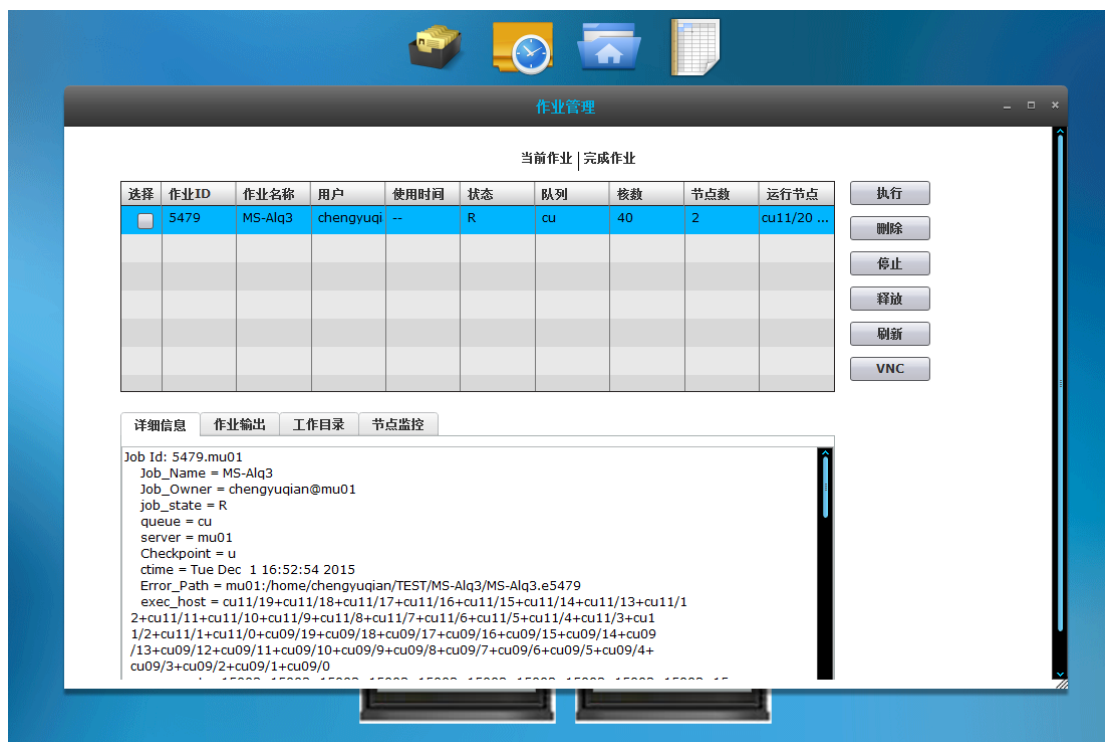 作业管理
当前作业 | 完成作业
选择 作业ID 作业名称 用户 使用时间 状态 队列 核数 节点数 运行节点
5479 MS-Alq3 chengyuqi -- R cu 40 2 cu11/20 ...
执行
删除
停止
释放
刷新
VNC
详细信息 作业输出 工作目录 节点监控
Job Id: 5479.mu01
Job_Name = MS-Alq3
Job_Owner = chengyuqian@mu01
job_state = R
queue = cu
server = mu01
Checkpoint = u
ctime = Tue Dec  1 16:52:54 2015
Error_Path = mu01:/home/chengyuqian/TEST/MS-Alq3/MS-Alq3.e5479
exec_host = cu11/19+cu11/18+cu11/17+cu11/16+cu11/15+cu11/14+cu11/13+cu11/1
2+cu11/11+cu11/10+cu11/9+cu11/8+cu11/7+cu11/6+cu11/5+cu11/4+cu11/3+cu1
1/2+cu11/1+cu11/0+cu09/19+cu09/18+cu09/17+cu09/16+cu09/15+cu09/14+cu09
/13+cu09/12+cu09/11+cu09/10+cu09/9+cu09/8+cu09/7+cu09/6+cu09/5+cu09/4+
cu09/3+cu09/2+cu09/1+cu09/0